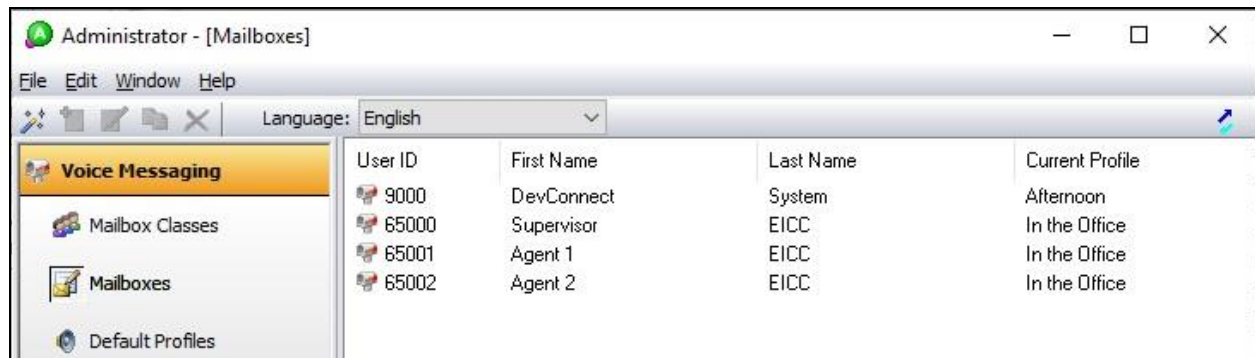 Administrator - [Mailboxes]
File Edit Window Help
Language: English
Voice Messaging
Mailbox Classes
Mailboxes
Default Profiles
User ID First Name Last Name Current Profile
9000 DevConnect System Afternoon
65000 Supervisor EICC In the Office
65001 Agent 1 EICC In the Office
65002 Agent 2 EICC In the Office